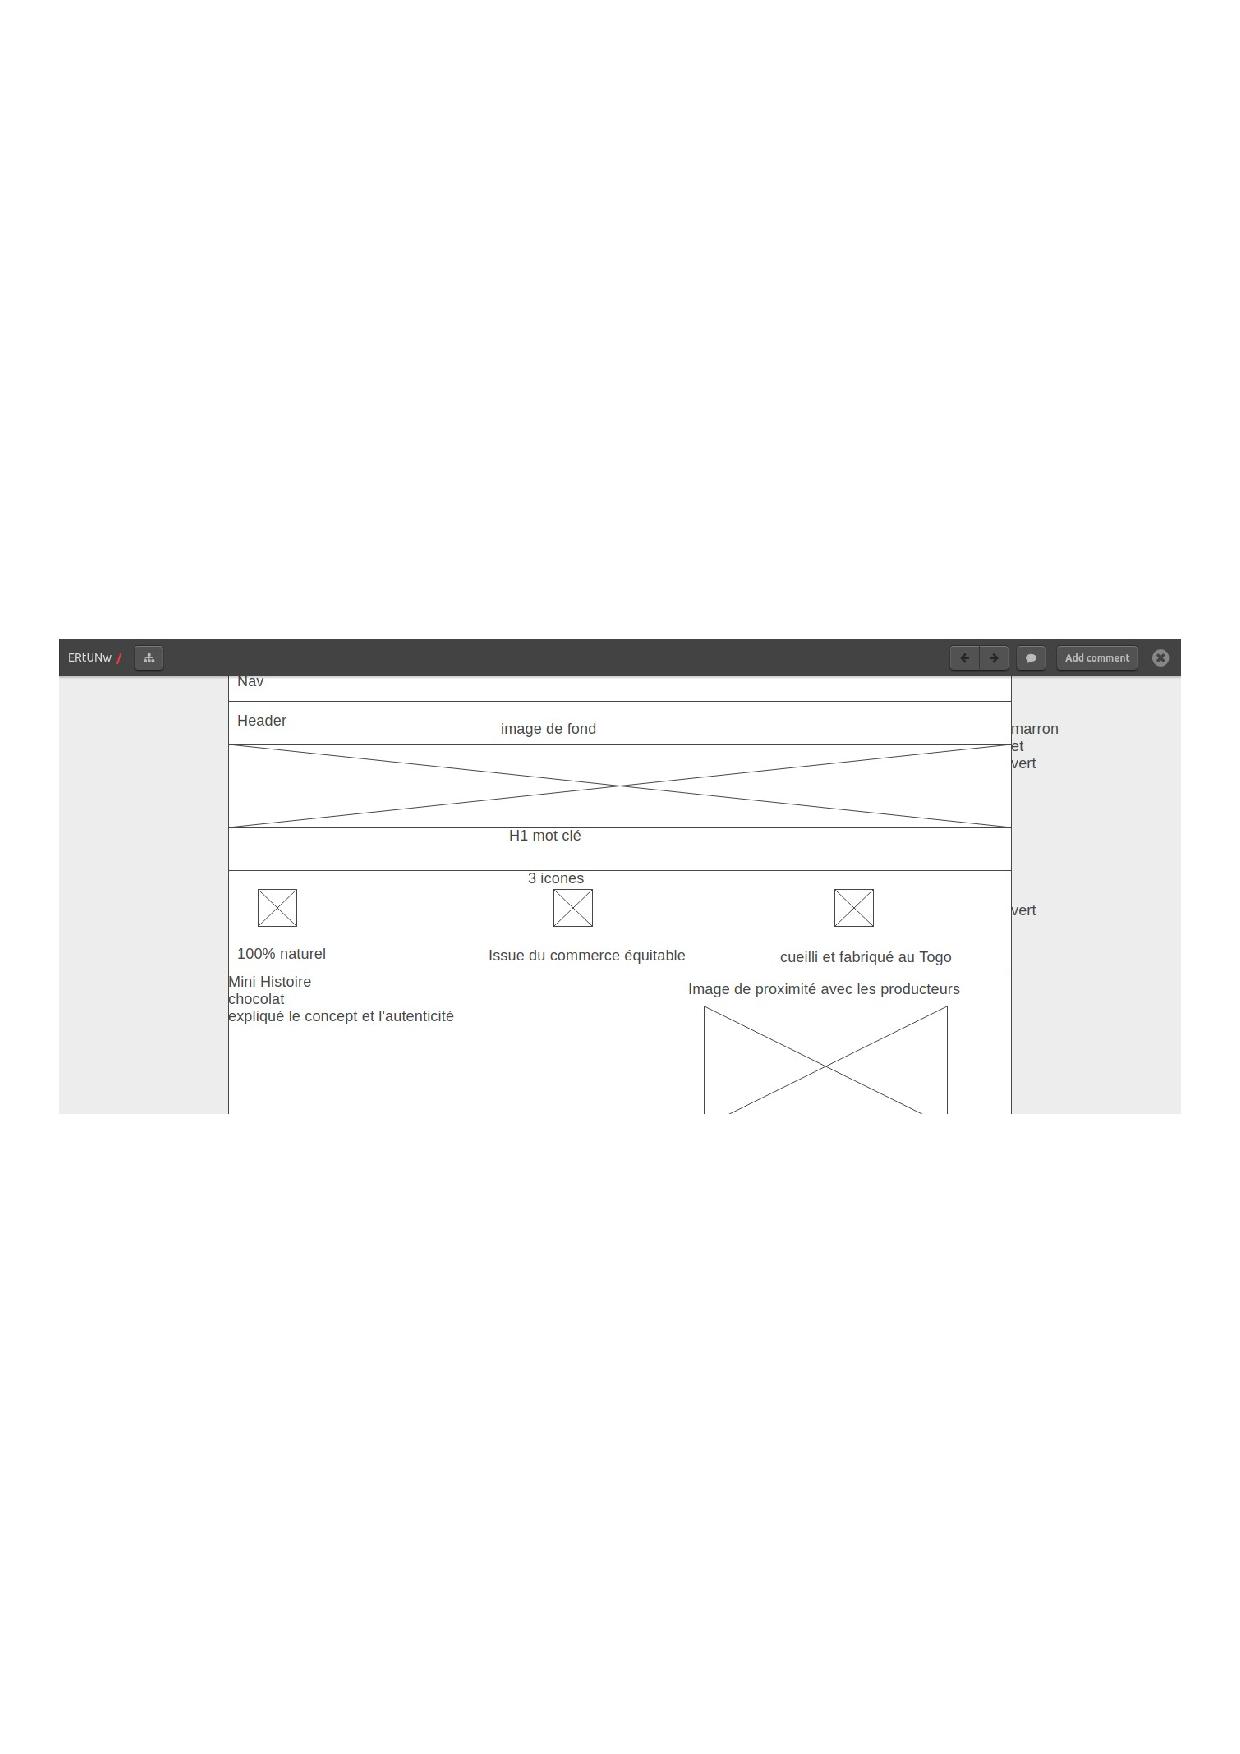 ERtUNw /
Add comment
Nav
Header
image de fond
marron
et
vert
H1 mot clé
3 icones
vert
100% naturel
Issue du commerce équitable
cueilli et fabriqué au Togo
Mini Histoire
chocolat
expliqué le concept et l'autenticité
Image de proximité avec les producteurs